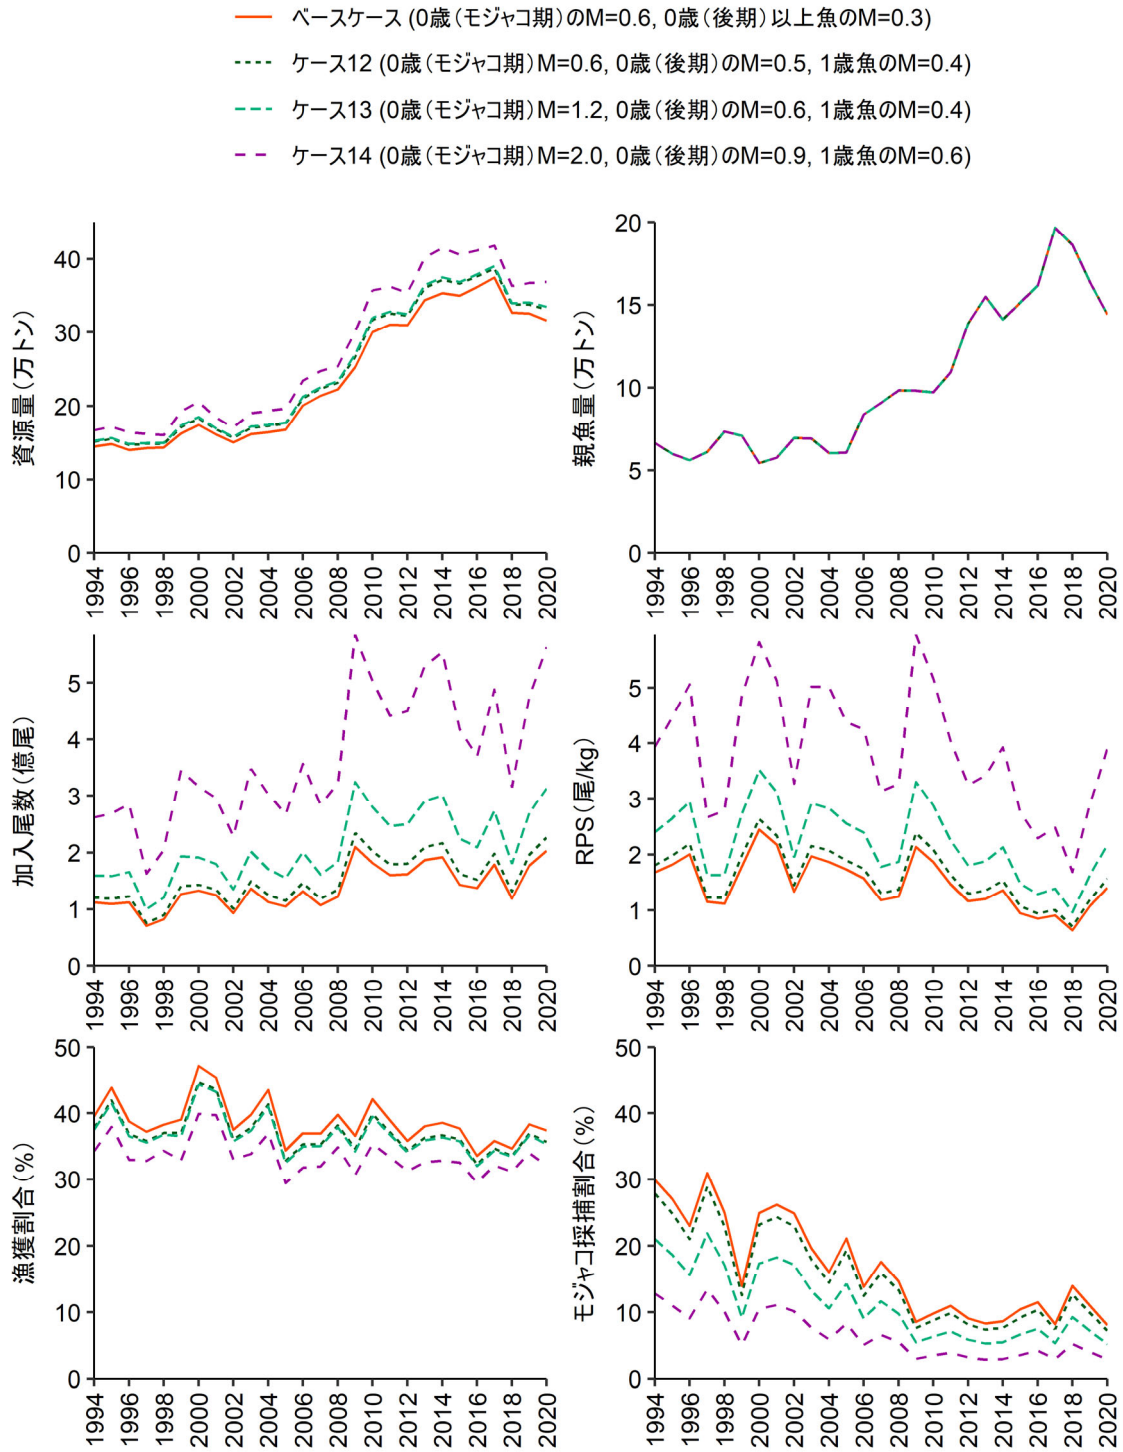 ベースケース (0歳(モジャコ期)のM=0.6, 0歳(後期)以上魚のM=0.3)
ケース12 (0歳(モジャコ期)M=0.6, 0歳(後期)のM=0.5, 1歳魚のM=0.4)
ケース13 (0歳(モジャコ期)M=1.2, 0歳(後期)のM=0.6, 1歳魚のM=0.4)
ケース14 (0歳(モジャコ期)M=2.0, 0歳(後期)のM=0.9, 1歳魚のM=0.6)
資源量(万トン)
40
30
20
10
0
1994 1996 1998 2000 2002 2004 2006 2008 2010 2012 2014 2016 2018 2020
親魚量(万トン)
20
15
10
5
0
1994 1996 1998 2000 2002 2004 2006 2008 2010 2012 2014 2016 2018 2020
加入尾数(億尾)
5
4
3
2
1
0
1994 1996 1998 2000 2002 2004 2006 2008 2010 2012 2014 2016 2018 2020
RPS(尾/kg)
5
4
3
2
1
0
1994 1996 1998 2000 2002 2004 2006 2008 2010 2012 2014 2016 2018 2020
漁獲割合(%)
50
40
30
20
10
0
1994 1996 1998 2000 2002 2004 2006 2008 2010 2012 2014 2016 2018 2020
モジャコ採捕割合(%)
50
40
30
20
10
0
1994 1996 1998 2000 2002 2004 2006 2008 2010 2012 2014 2016 2018 2020